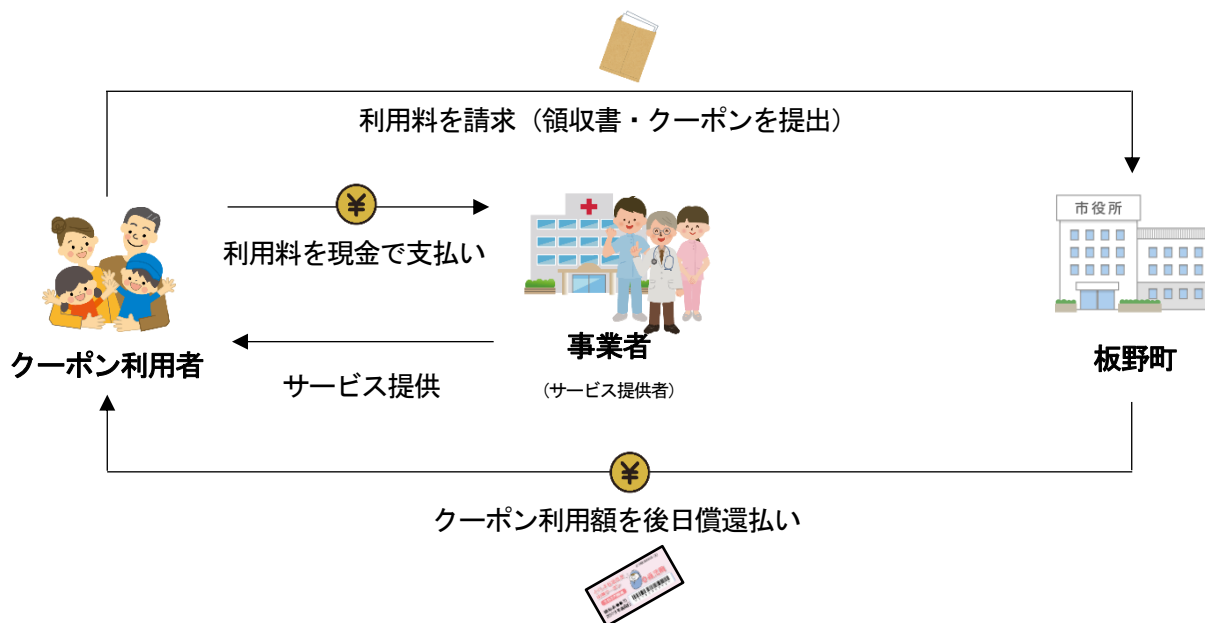 利用料を請求（領収書・クーポンを提出）
¥
利用料を現金で支払い
市役所
クーポン利用者
サービス提供
事業者
（サービス提供者）
板野町
¥
クーポン利用額を後日償還払い